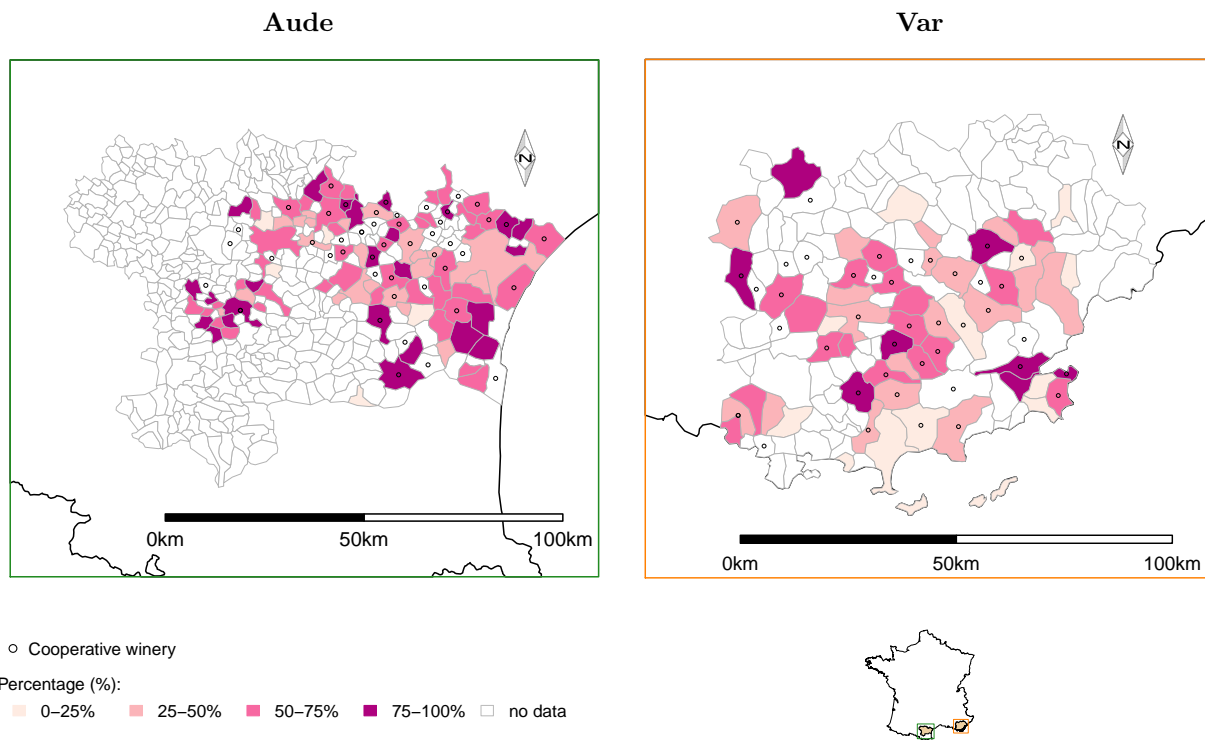 Aude
Var
N
N
0km 50km 100km
0km 50km 100km
Cooperative winery
Percentage (%):
0−25% 25−50% 50−75% 75−100% no data